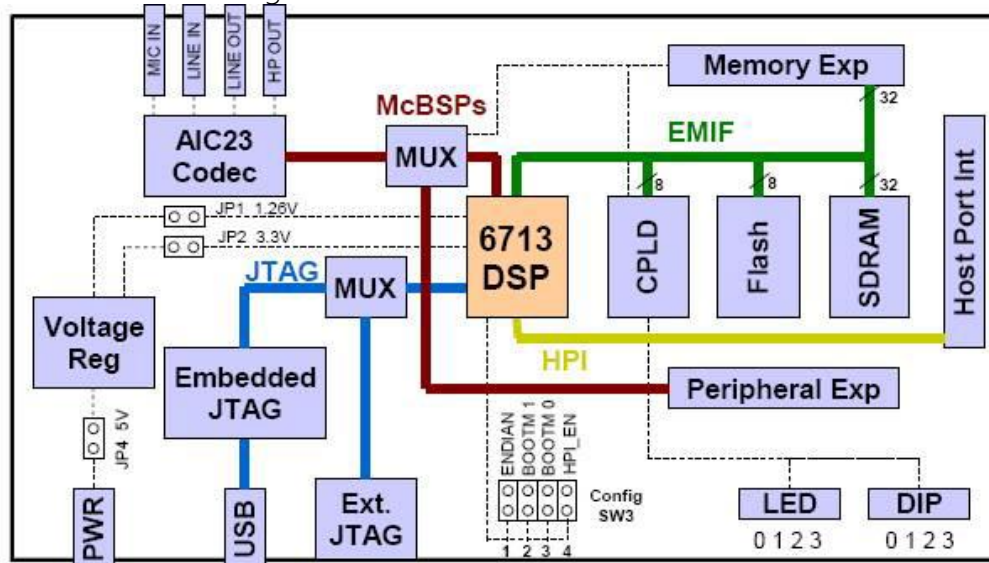 MIC IN
LINE IN
LINE OUT
HP OUT
Memory Exp
32
McBSPs
EMIF
AIC23
Codec
MUX
8
8
32
JP1 1.26V
JP2 3.3V
6713
DSP
CPLD
Flash
SDRAM
Host Port Int
JTAG
MUX
Voltage
Reg
HPI
Embedded
JTAG
Peripheral Exp
JP4 5V
ENDIAN
BOOTM 1
BOOTM 0
HPI_EN
Config
SW3
PWR
USB
Ext.
JTAG
1 2 3 4
LED
DIP
0 1 2 3
0 1 2 3